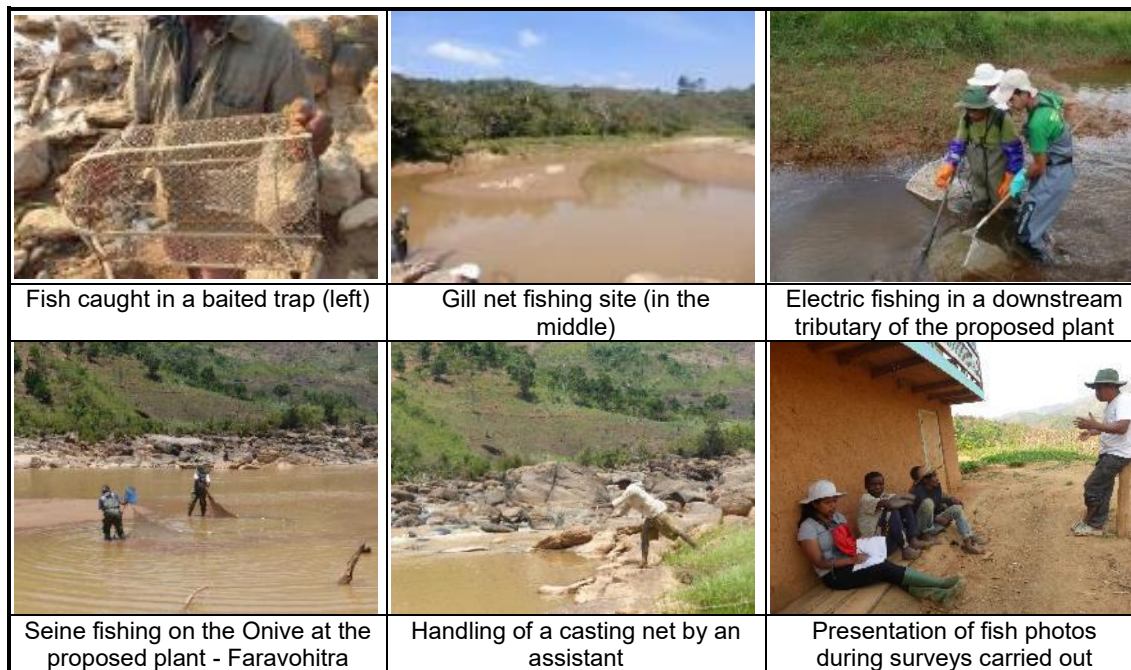 Fish caught in a baited trap (left)
Gill net fishing site (in the
middle)
Electric fishing in a downstream
tributary of the proposed plant
Seine fishing on the Onive at the
proposed plant - Faravohitra
Handling of a casting net by an
assistant
Presentation of fish photos
during surveys carried out